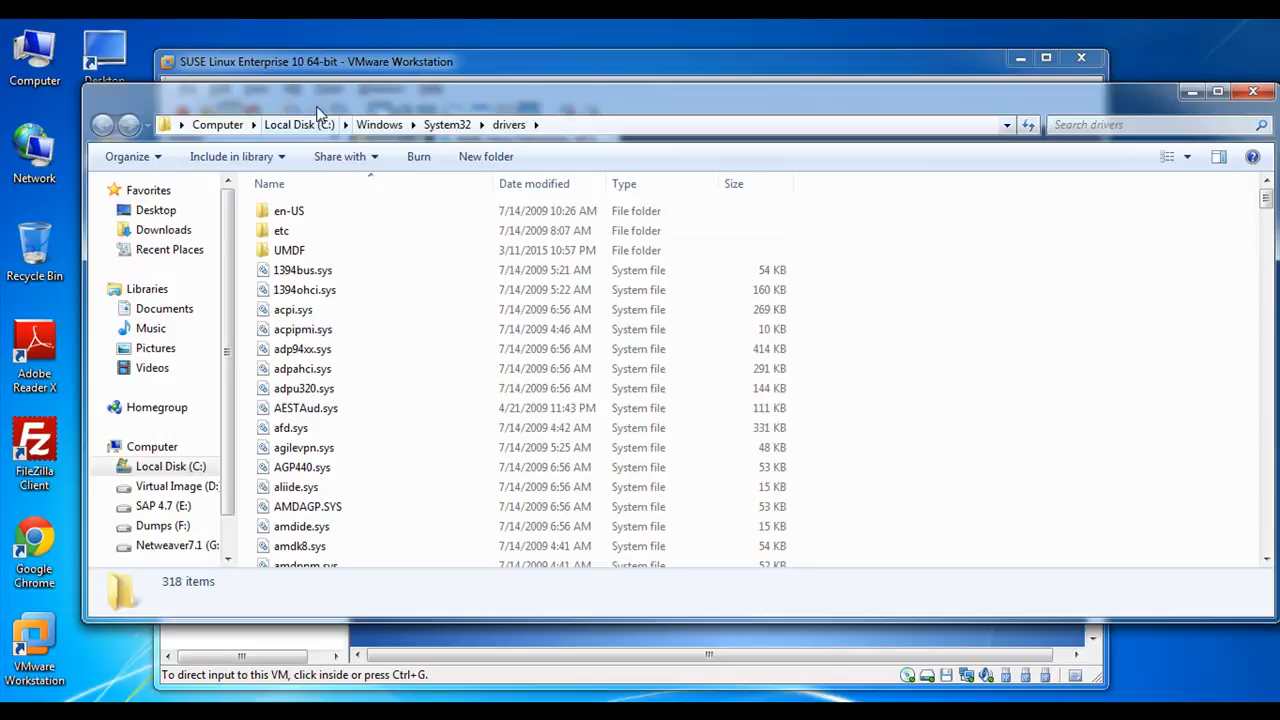 Computer
Desktop
Network
Recycle Bin
Adobe
Reader X
FileZilla
Client
Google
Chrome
VMware
Workstation
SUSE Linux Enterprise 10 64-bit - VMware Workstation
Computer Local Disk (C:) Windows System32 drivers
Search drivers
Organize Include in library Share with Burn New folder
Favorites
Desktop
Downloads
Recent Places
Libraries
Documents
Music
Pictures
Videos
Homegroup
Computer
Local Disk (C:)
Virtual Image (D:
SAP 4.7 (E:)
Dumps (F:)
Netweaver7.1 (G:
Name Date modified Type Size
en-US 7/14/2009 10:26 AM File folder
etc 7/14/2009 8:07 AM File folder
UMDF 3/11/2015 10:57 PM File folder
1394bus.sys 7/14/2009 5:21 AM System file 54 KB
1394ohci.sys 7/14/2009 5:22 AM System file 160 KB
acpi.sys 7/14/2009 6:56 AM System file 269 KB
acpipmi.sys 7/14/2009 4:46 AM System file 10 KB
adp94xx.sys 7/14/2009 6:56 AM System file 414 KB
adpahci.sys 7/14/2009 6:56 AM System file 291 KB
adpu320.sys 7/14/2009 6:56 AM System file 144 KB
AESTAud.sys 4/21/2009 11:43 PM System file 111 KB
afd.sys 7/14/2009 4:42 AM System file 331 KB
agilevpn.sys 7/14/2009 5:25 AM System file 48 KB
AGP440.sys 7/14/2009 6:56 AM System file 53 KB
aliide.sys 7/14/2009 6:56 AM System file 15 KB
AMDAGP.SYS 7/14/2009 6:56 AM System file 53 KB
amdide.sys 7/14/2009 6:56 AM System file 15 KB
amdk8.sys 7/14/2009 4:41 AM System file 54 KB
amdppm.sys 7/14/2009 4:41 AM System file 52 KB
318 items
To direct input to this VM, click inside or press Ctrl+G.